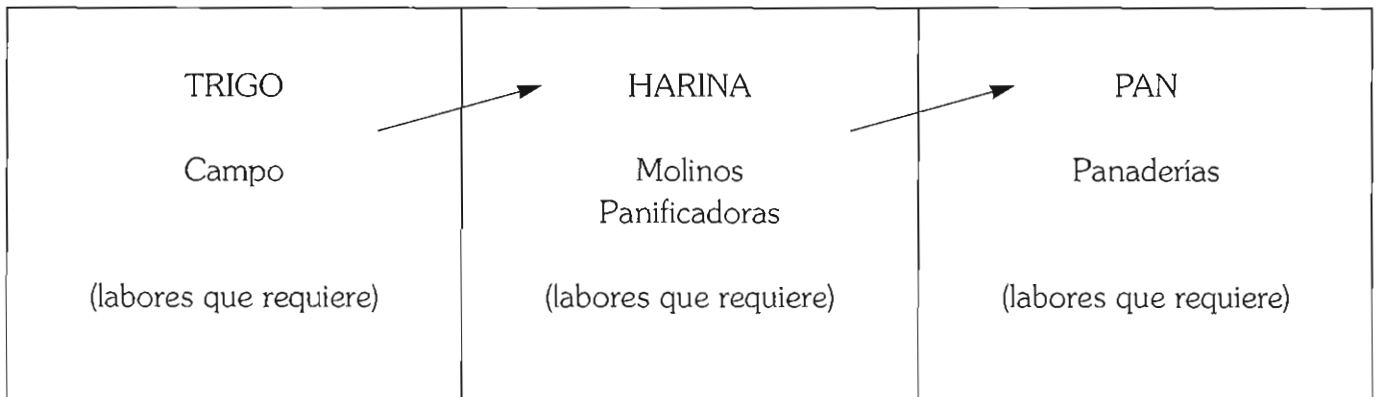 TRIGO
Campo
(labores que requiere)
HARINA
Molinos
Panificadoras
(labores que requiere)
PAN
Panaderías
(labores que requiere)